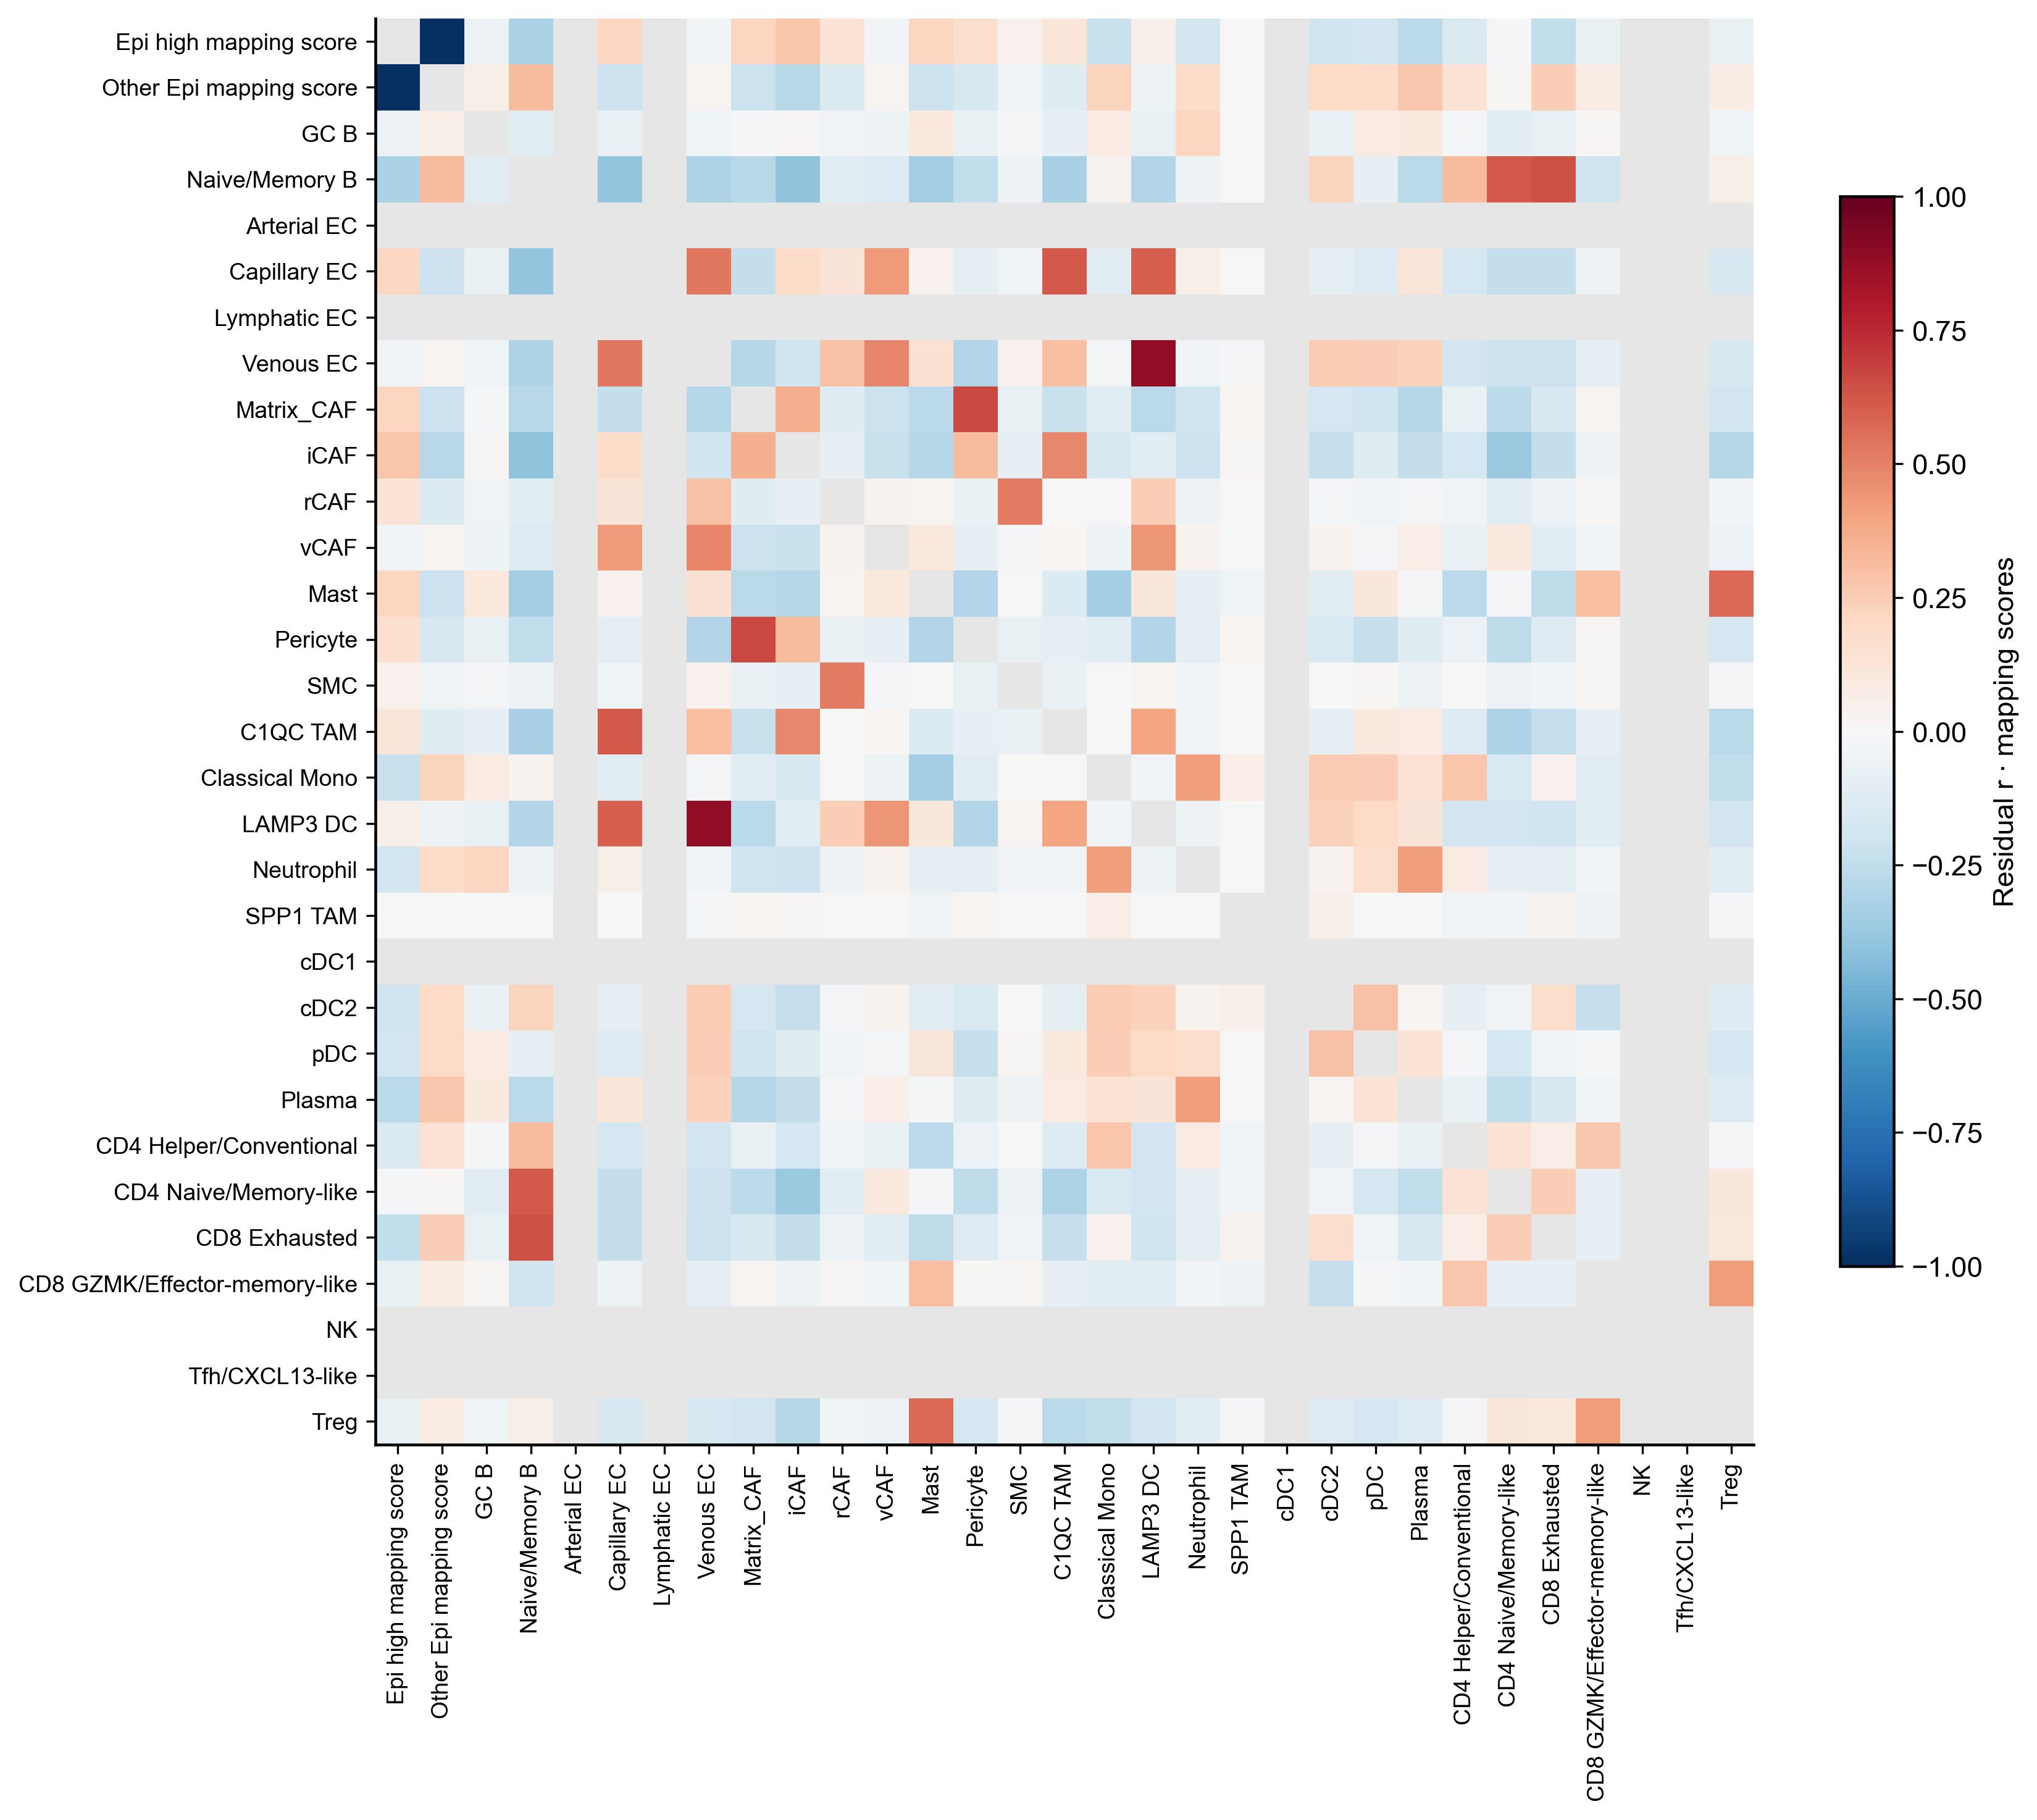 Epi high mapping score
Other Epi mapping score
GC B
Naive/Memory B
Arterial EC
Capillary EC
Lymphatic EC
Venous EC
Matrix_CAF
iCAF
rCAF
vCAF
Mast
Pericyte
SMC
C1QC TAM
Classical Mono
LAMP3 DC
Neutrophil
SPP1 TAM
cDC1
cDC2
pDC
Plasma
CD4 Helper/Conventional
CD4 Naive/Memory-like
CD8 Exhausted
CD8 GZMK/Effector-memory-like
NK
Tfh/CXCL13-like
Treg
Epi high mapping score
Other Epi mapping score
GC B
Naive/Memory B
Arterial EC
Capillary EC
Lymphatic EC
Venous EC
Matrix_CAF
iCAF
rCAF
vCAF
Mast
Pericyte
SMC
C1QC TAM
Classical Mono
LAMP3 DC
Neutrophil
SPP1 TAM
cDC1
cDC2
pDC
Plasma
CD4 Helper/Conventional
CD4 Naive/Memory-like
CD8 Exhausted
CD8 GZMK/Effector-memory-like
NK
Tfh/CXCL13-like
Treg
1.00
0.75
0.50
0.25
0.00
−0.25
−0.50
−0.75
−1.00
Residual r · mapping scores